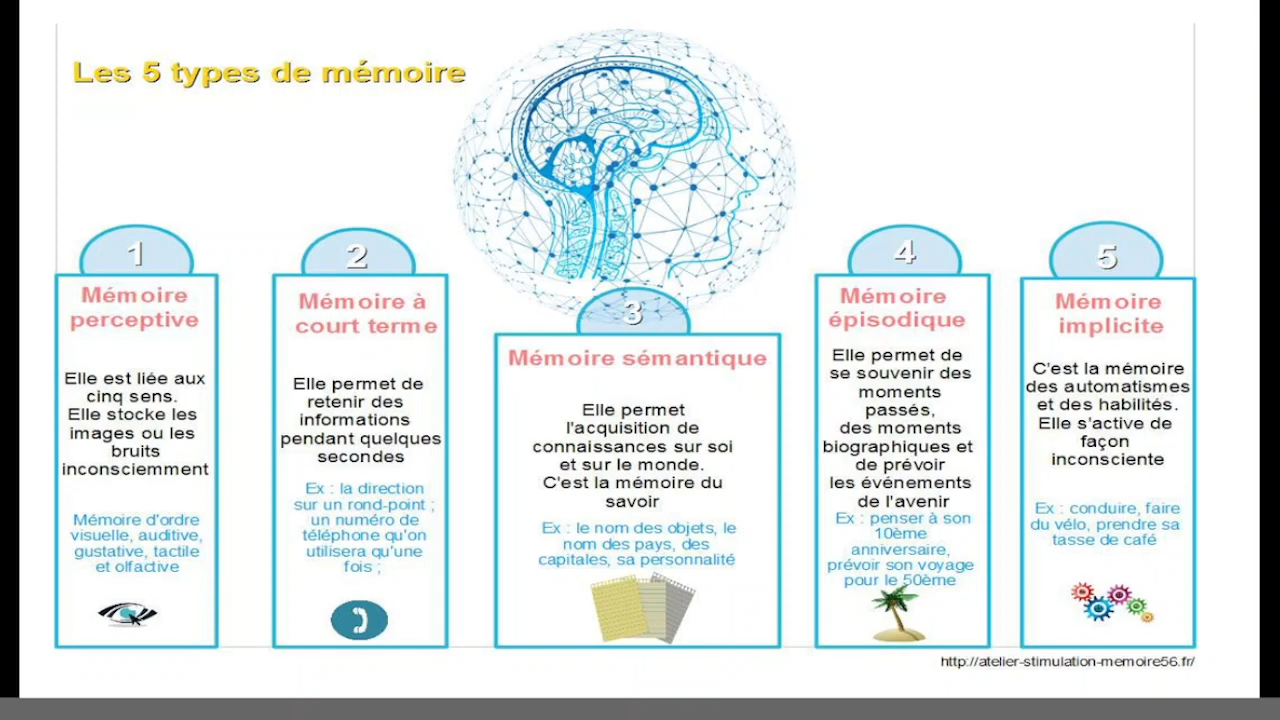 Les 5 types de mémoire
1
Mémoire
perceptive
Elle est liée aux
cinq sens.
Elle stocke les
images ou les
bruits
inconsciemment
Mémoire d'ordre
visuelle, auditive,
gustative, tactile
et olfactive
2
Mémoire à
court terme
Elle permet de
retenir des
informations
pendant quelques
secondes
Ex : la direction
sur un rond-point ;
un numéro de
téléphone qu'on
utilisera qu'une
fois ;
3
Mémoire sémantique
Elle permet
l'acquisition de
connaissances sur soi
et sur le monde.
C'est la mémoire du
savoir
Ex : le nom des objets, le
nom des pays, des
capitales, sa personnalité
4
Mémoire
épisodique
Elle permet de
se souvenir des
moments
passés,
des moments
biographiques et
de prévoir
les événements
de l'avenir
Ex : penser à son
10ème
anniversaire,
prévoir son voyage
pour le 50ème
5
Mémoire
implicite
C'est la mémoire
des automatismes
et des habilités.
Elle s'active de
façon
inconsciente
Ex : conduire, faire
du vélo, prendre sa
tasse de café
http://atelier-stimulation-memoire56.fr/